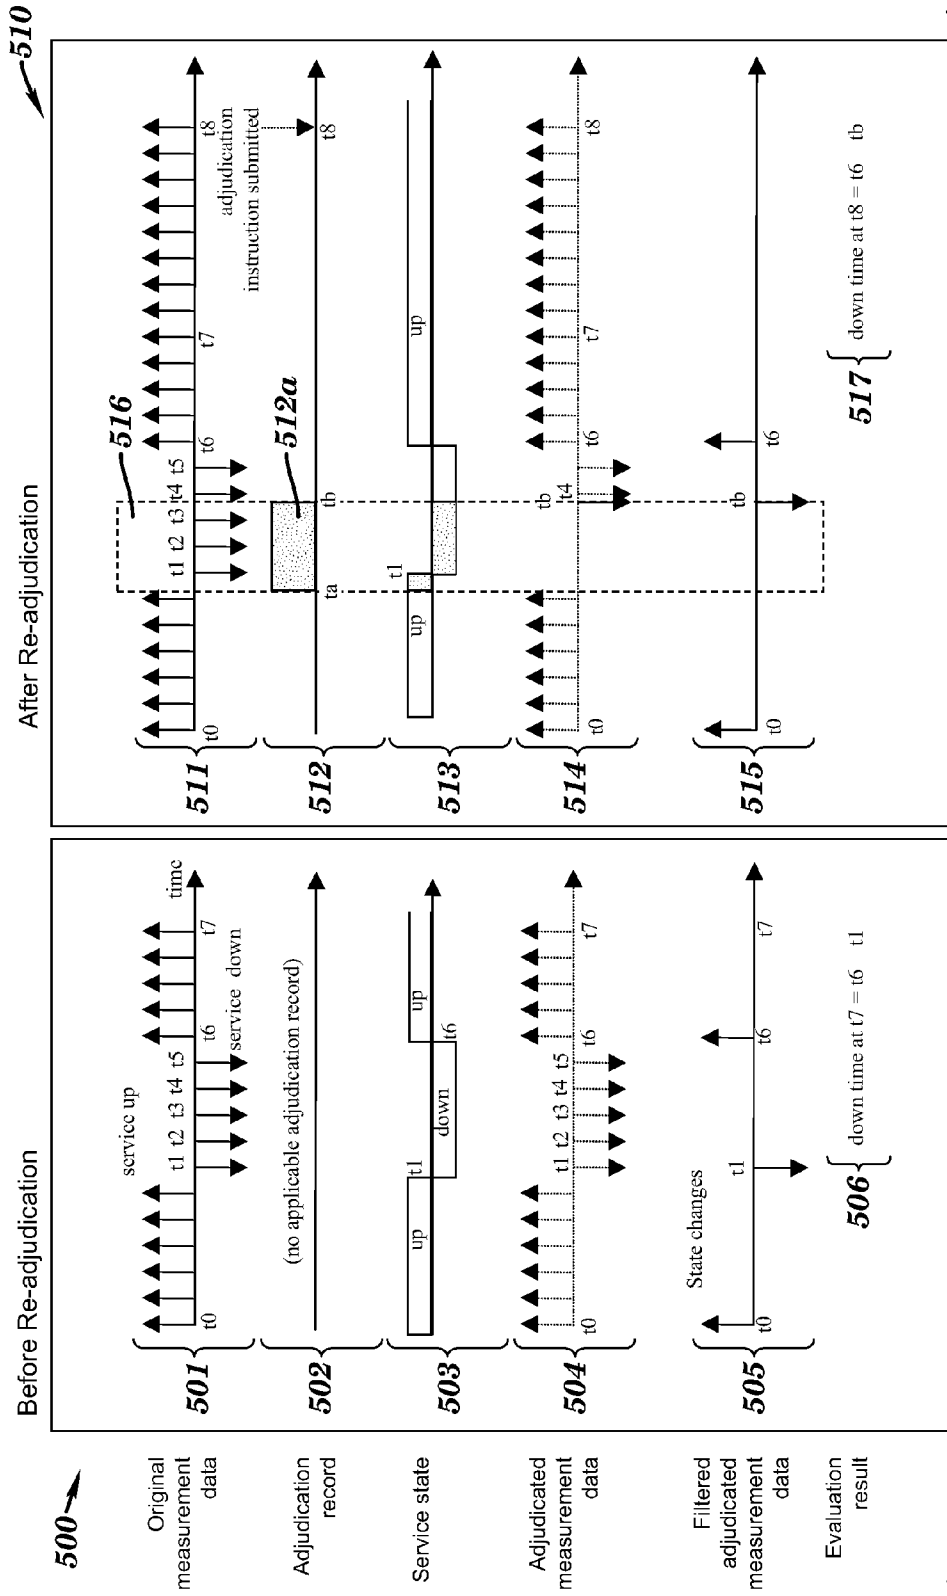 500
Before Re-adjudication
After Re-adjudication
510
Original
measurement
data
501
service up
service down
time
t0
t1 t2 t3 t4 t5
t6
t7
511
t0
t1 t2 t3 t4 t5
t6
t7
t8
516
adjudication
instruction submitted
Adjudication
record
502
(no applicable adjudication record)
512
ta
tb
512a
t8
Service state
503
up
t1
down
t6
up
513
up
t1
up
Adjudicated
measurement
data
504
t0
t1 t2 t3 t4 t5
t6
t7
514
t0
tb
t4
t6
t7
t8
Filtered
adjudicated
measurement
data
505
State changes
t0
t1
t6
t7
515
t0
tb
t6
Evaluation
result
506
down time at t7 = t6 t1
517
down time at t8 = t6 tb